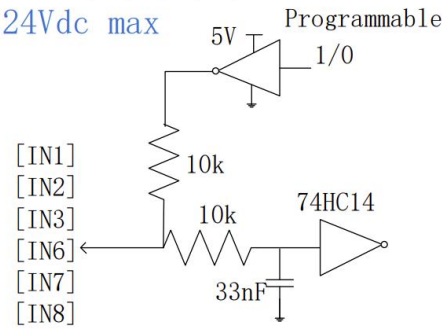 24Vdc max
Programmable
5V
1/0
10k
[IN1]
[IN2]
[IN3]
[IN6]
[IN7]
[IN8]
10k
74HC14
33nF